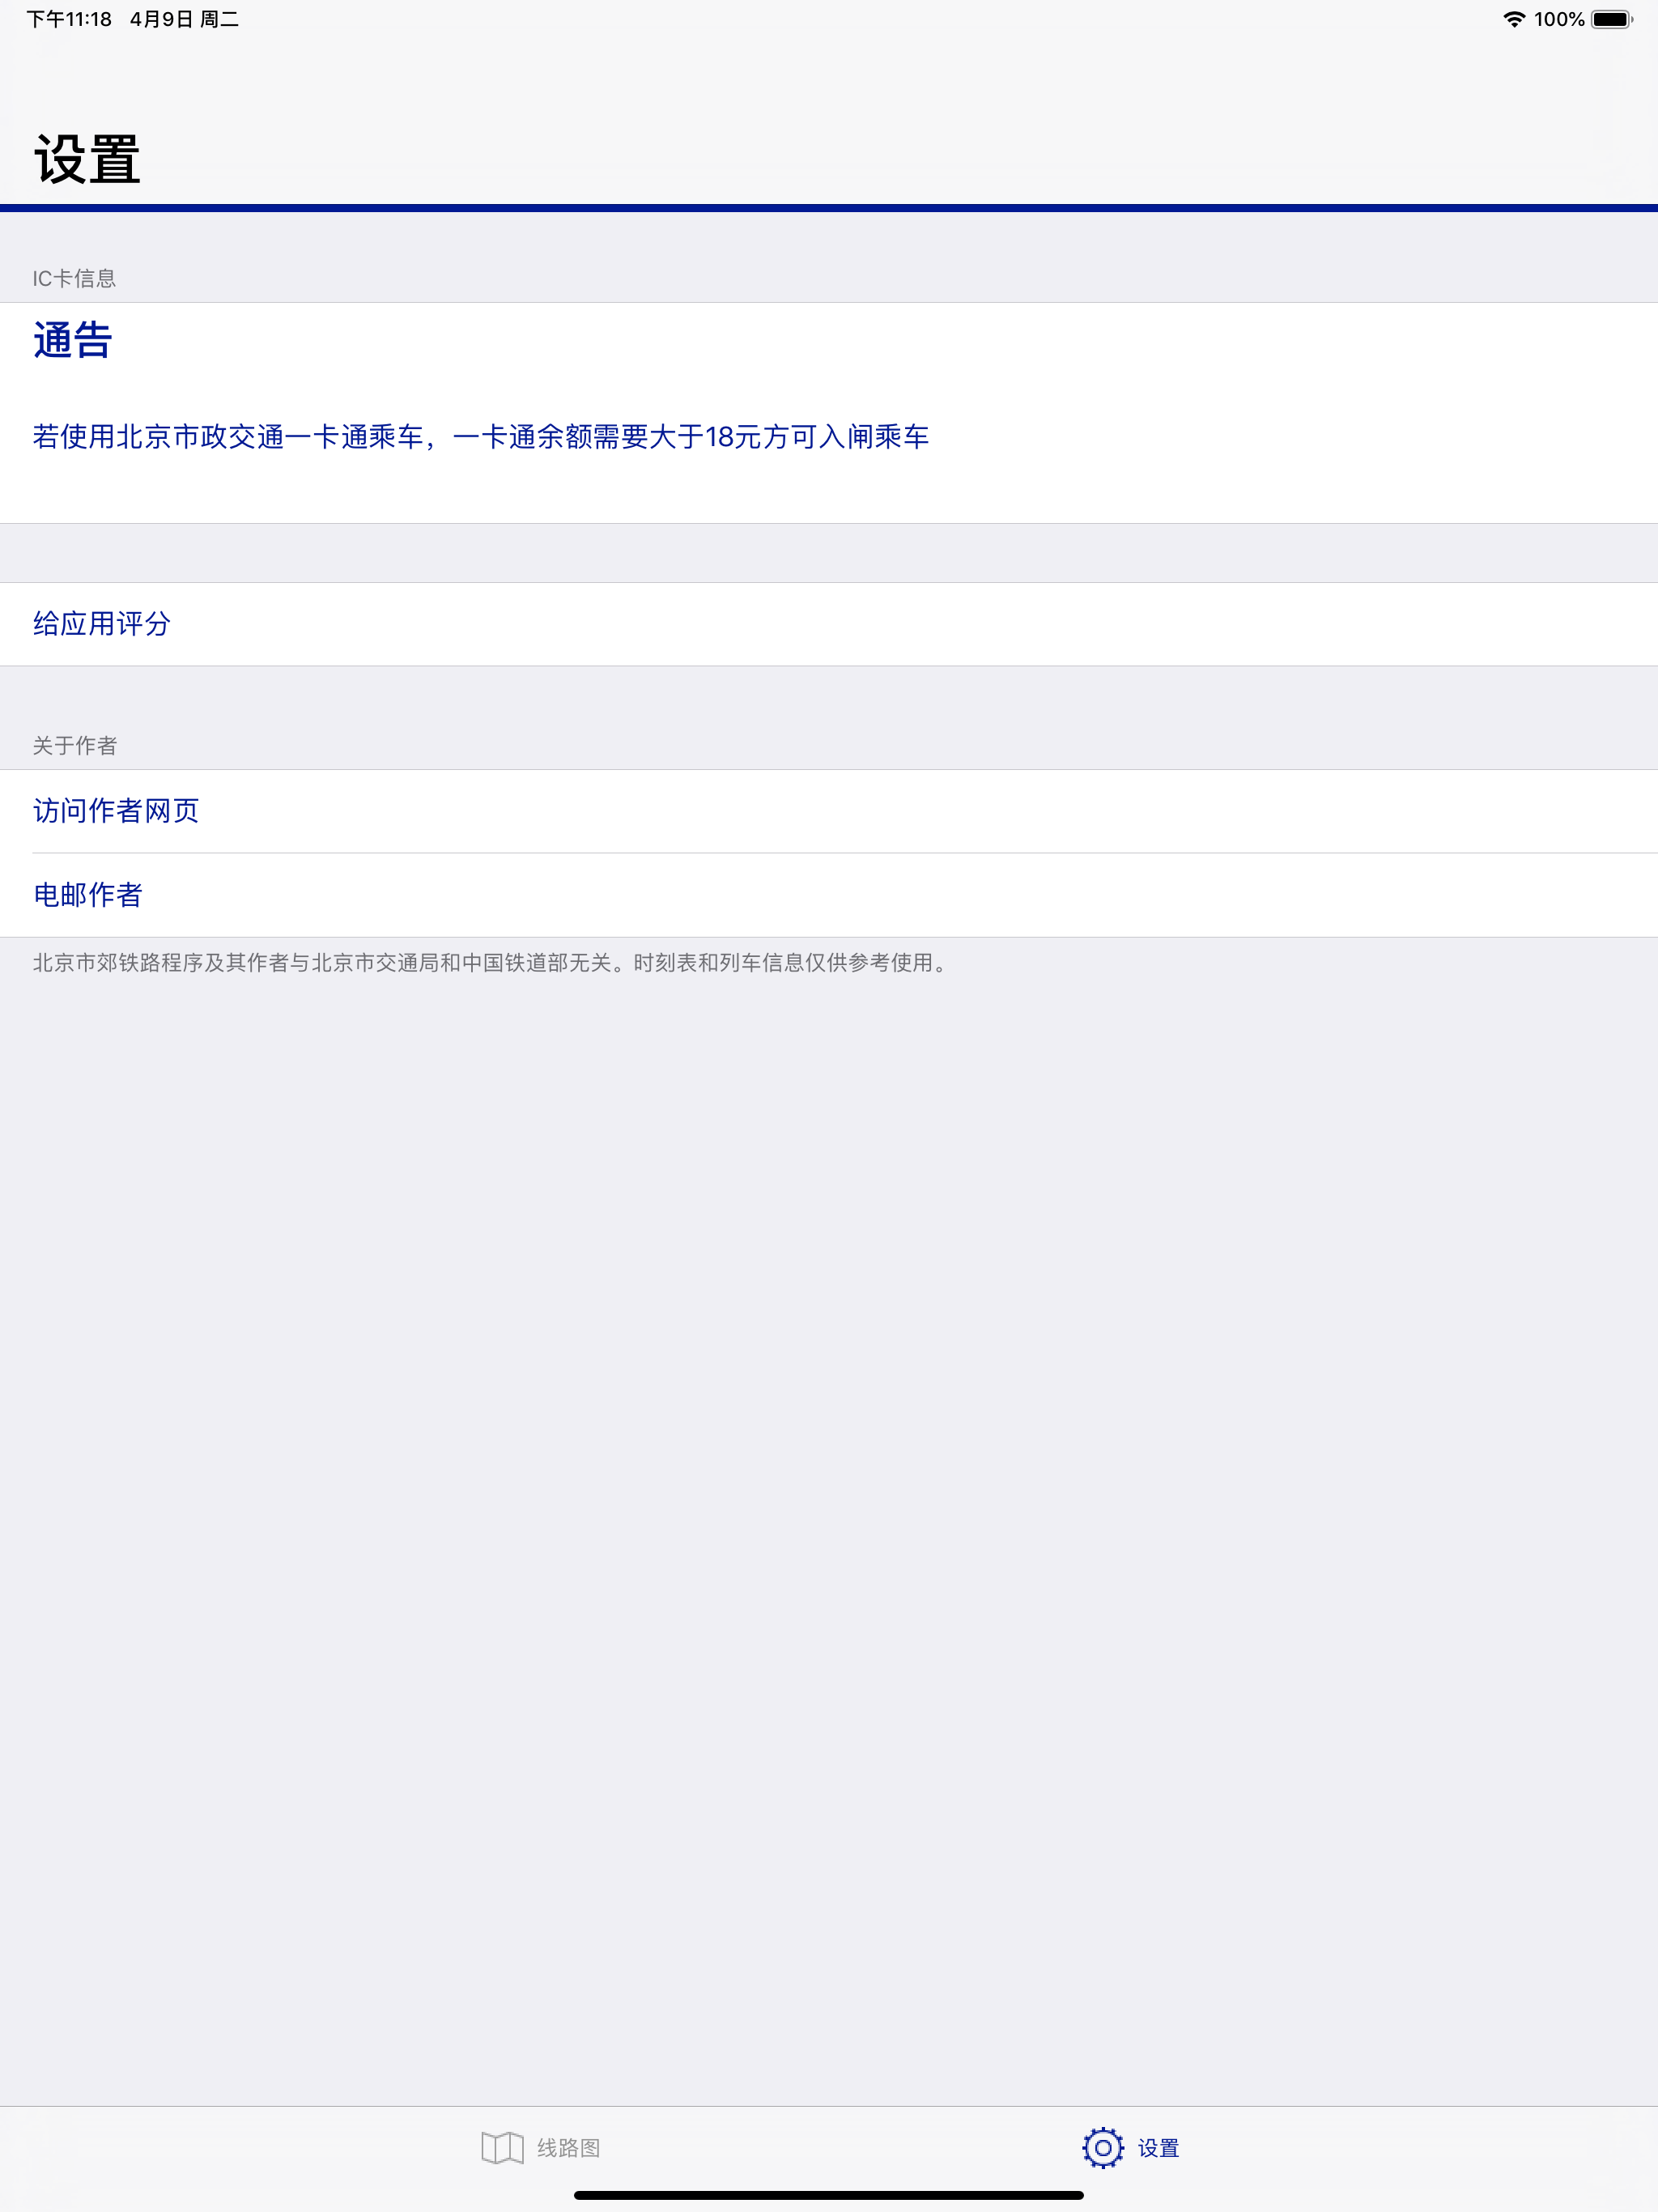 下午11:18 4月9日 周二 100%
设置
IC卡信息
通告
若使用北京市政交通一卡通乘车，一卡通余额需要大于18元方可入闸乘车
给应用评分
关于作者
访问作者网页
电邮作者
北京市郊铁路程序及其作者与北京市交通局和中国铁道部无关。时刻表和列车信息仅供参考使用。
线路图 设置